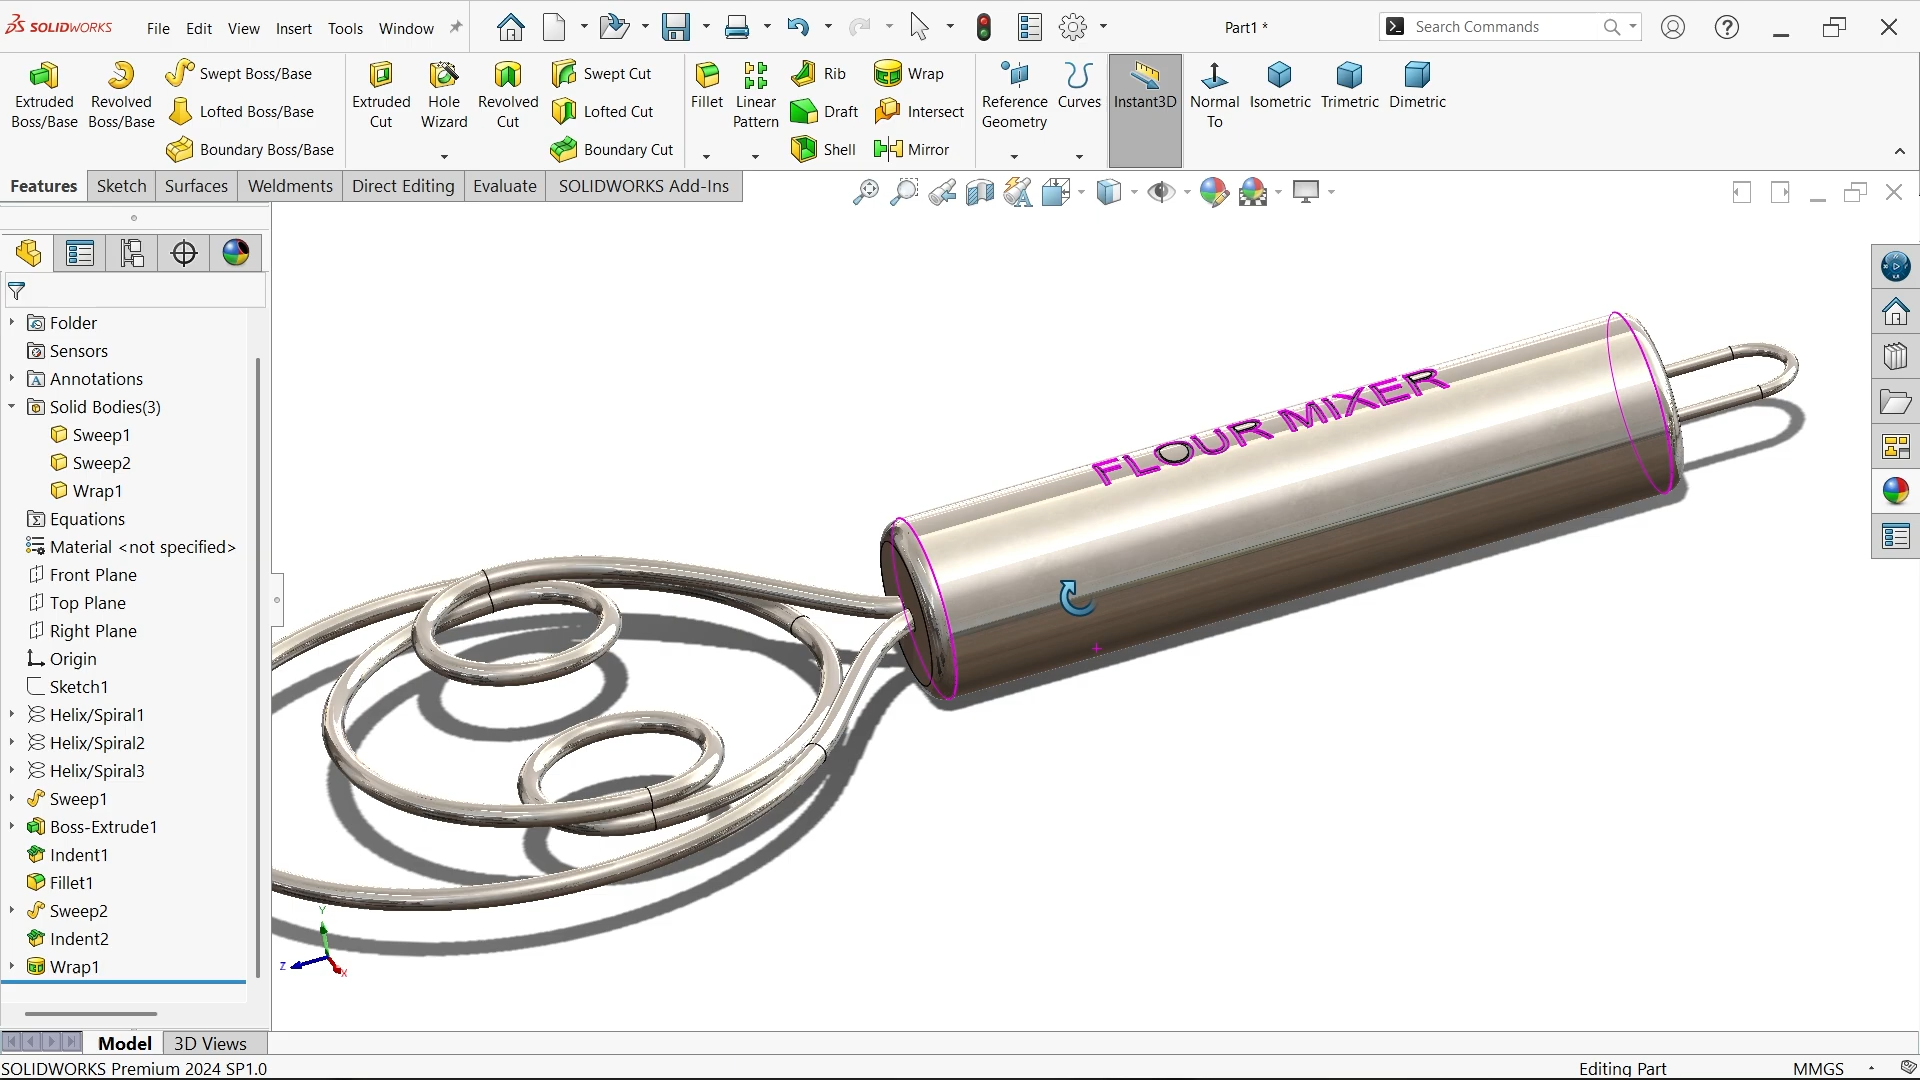 SOLIDWORKS File Edit View Insert Tools Window Part1 * Search Commands
Extruded Boss/Base
Revolved Boss/Base
Swept Boss/Base
Lofted Boss/Base
Boundary Boss/Base
Extruded Cut
Hole Wizard
Revolved Cut
Swept Cut
Lofted Cut
Boundary Cut
Fillet
Linear Pattern
Rib
Draft
Shell
Wrap
Intersect
Mirror
Reference Geometry
Curves
Instant3D
Normal To
Isometric
Trimetric
Dimetric
Features Sketch Surfaces Weldments Direct Editing Evaluate SOLIDWORKS Add-Ins
Folder
Sensors
Annotations
Solid Bodies(3)
Sweep1
Sweep2
Wrap1
Equations
Material <not specified>
Front Plane
Top Plane
Right Plane
Origin
Sketch1
Helix/Spiral1
Helix/Spiral2
Helix/Spiral3
Sweep1
Boss-Extrude1
Indent1
Fillet1
Sweep2
Indent2
Wrap1
FLOUR MIXER
Y
Z
X
Model 3D Views
SOLIDWORKS Premium 2024 SP1.0 Editing Part MMGS